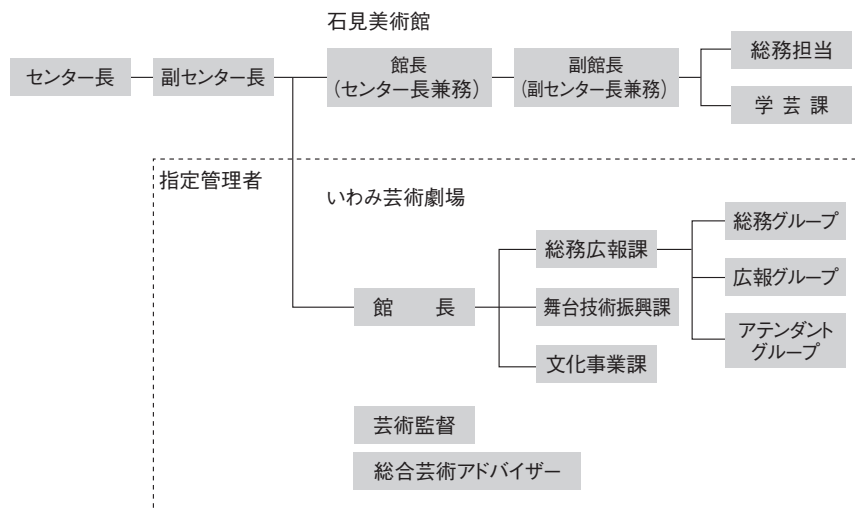 石見美術館
センター長
副センター長
館長
（センター長兼務）
副館長
（副センター長兼務）
総務担当
学芸課
指定管理者
いわみ芸術劇場
館　長
総務広報課
舞台技術振興課
文化事業課
総務グループ
広報グループ
アテンダント
グループ
芸術監督
総合芸術アドバイザー